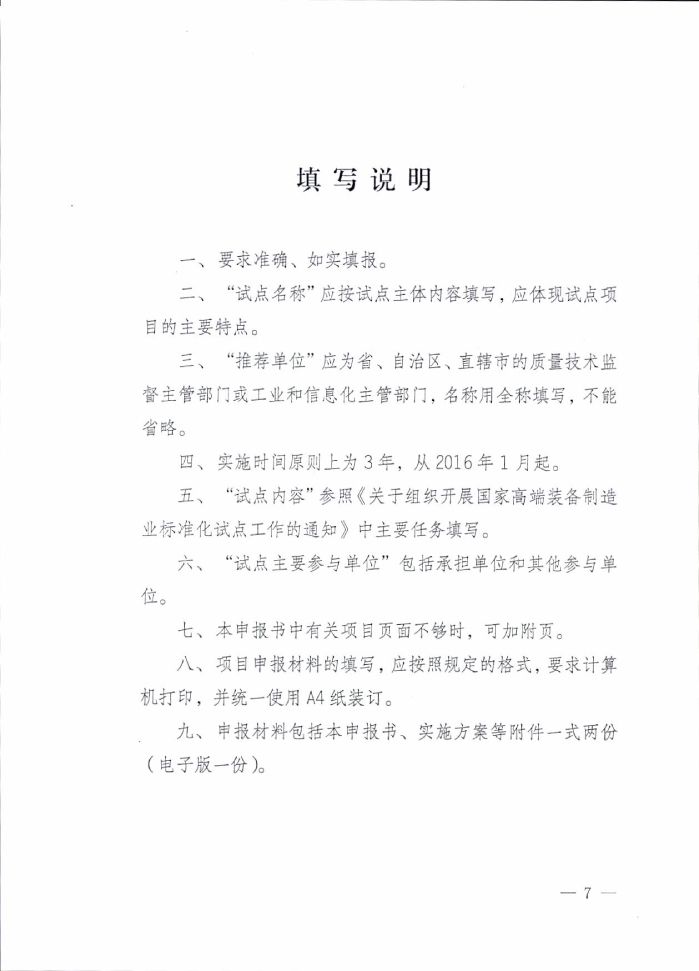 填写说明
一、要求准确、如实填报。
二、“试点名称”应按试点主体内容填写，应体现试点项
目的主要特点。
三、“推荐单位”应为省、自治区、直辖市的质量技术监
督主管部门或工业和信息化主管部门，名称用全称填写，不能
省略。
四、实施时间原则上为3年，从2016年1月起。
五、“试点内容”参照《关于组织开展国家高端装备制造
业标准化试点工作的通知》中主要任务填写。
六、“试点主要参与单位”包括承担单位和其他参与单
位。
七、本申报书中有关项目页面不够时，可加附页。
八、项目申报材料的填写，应按照规定的格式，要求计算
机打印，并统一使用A4纸装订。
九、申报材料包括本申报书、实施方案等附件一式两份
（电子版一份）。
— 7 —